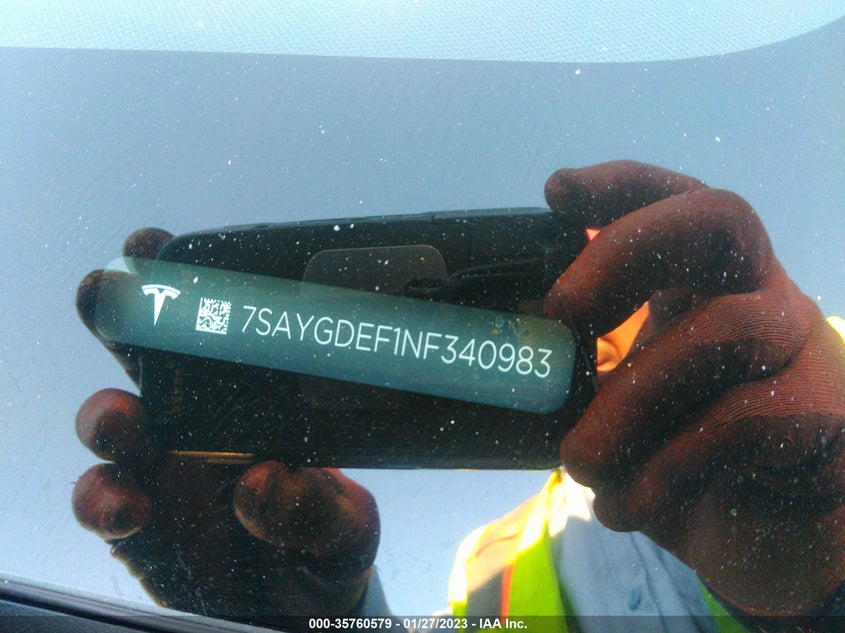 7SAYGDEF1NF340983
000-35760579 - 01/27/2023 - IAA Inc.